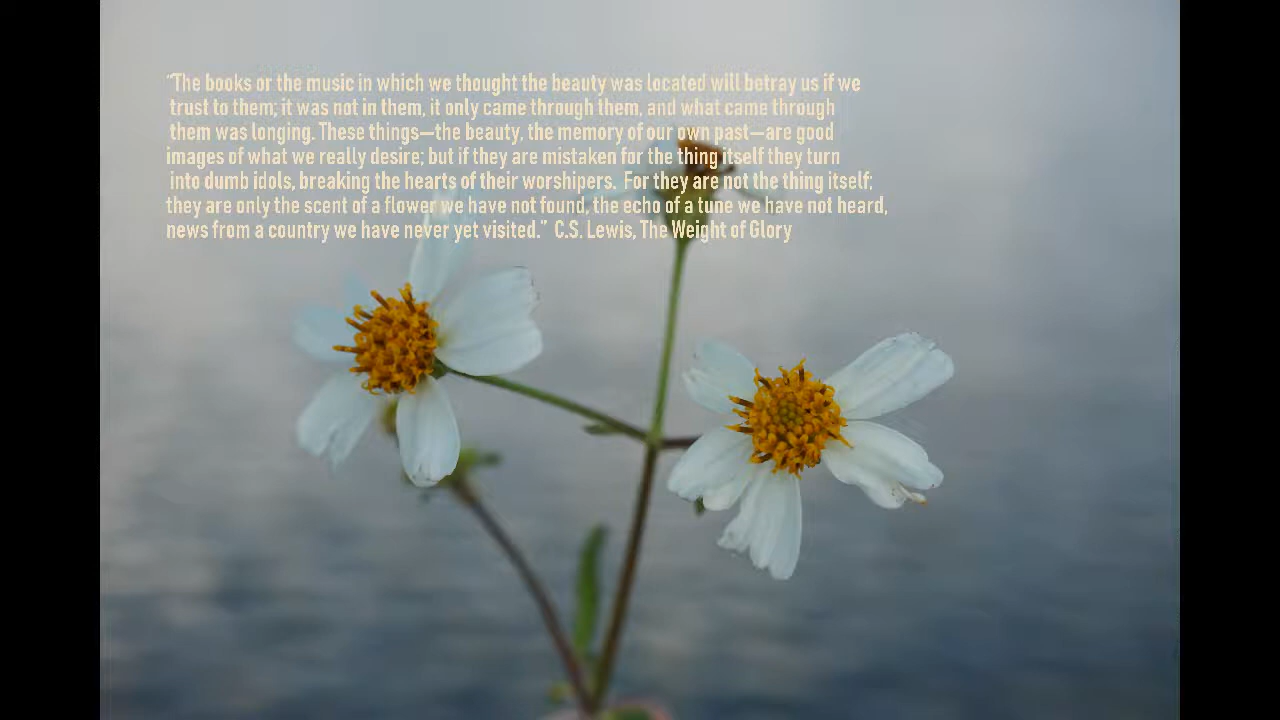 "The books or the music in which we thought the beauty was located will betray us if we
trust to them; it was not in them, it only came through them, and what came through
them was longing. These things—the beauty, the memory of our own past—are good
images of what we really desire; but if they are mistaken for the thing itself they turn
into dumb idols, breaking the hearts of their worshipers. For they are not the thing itself;
they are only the scent of a flower we have not found, the echo of a tune we have not heard,
news from a country we have never yet visited." C.S. Lewis, The Weight of Glory